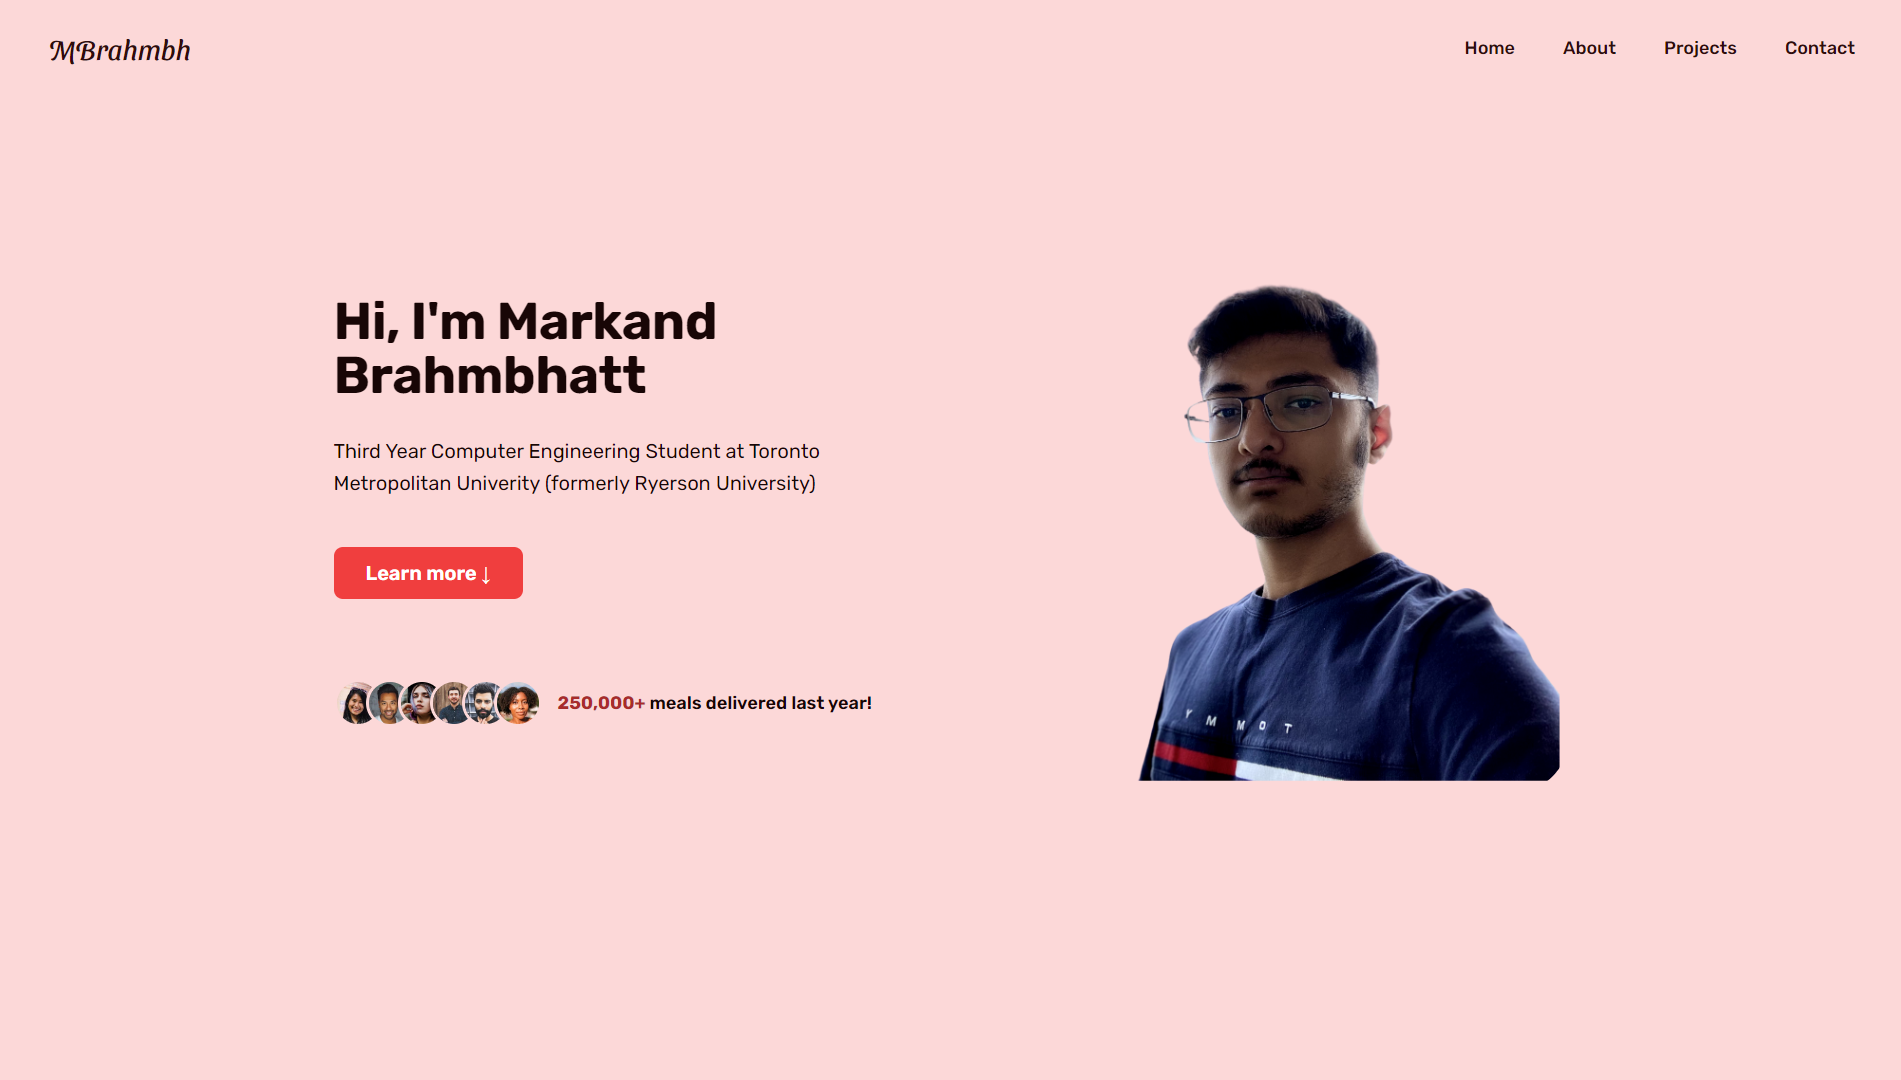 MBrahmbh
Home About Projects Contact
Hi, I'm Markand
Brahmbhatt
Third Year Computer Engineering Student at Toronto
Metropolitan Univerity (formerly Ryerson University)
Learn more ↓
250,000+ meals delivered last year!
Y M M O T